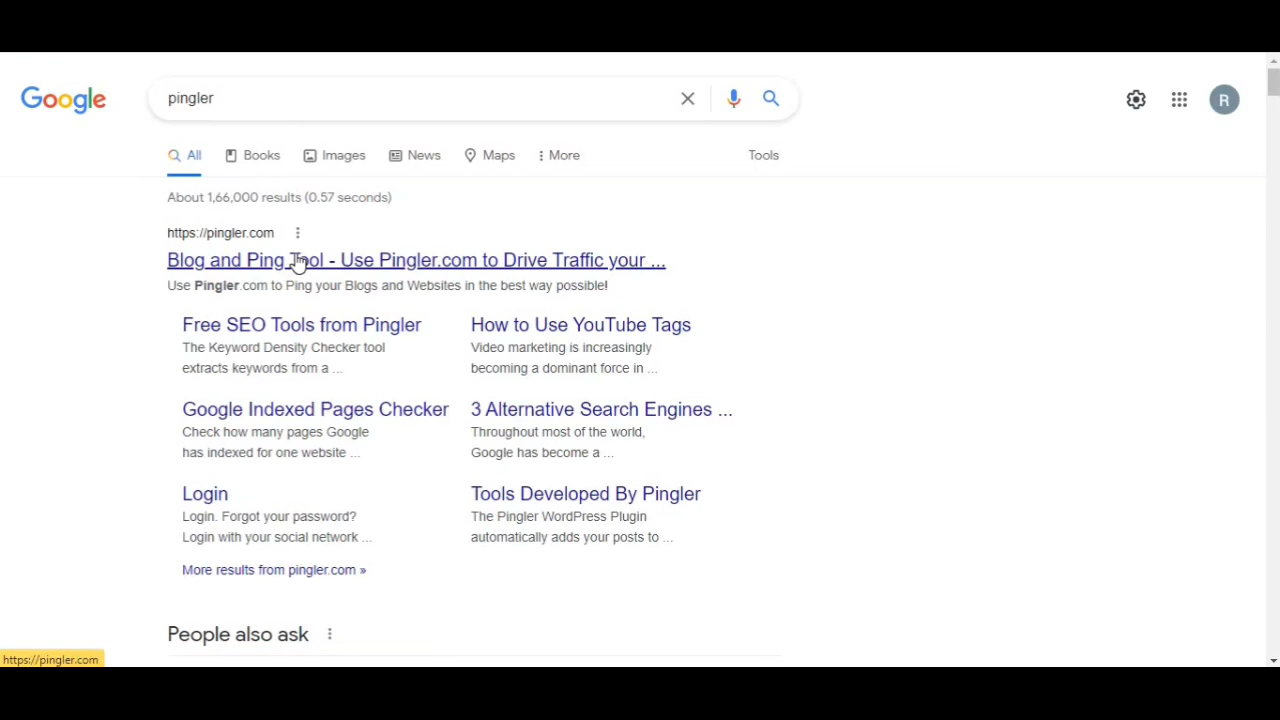 Google
pingler
R
All
Books
Images
News
Maps
More
Tools
About 1,66,000 results (0.57 seconds)
https://pingler.com
Blog and Ping Tool - Use Pingler.com to Drive Traffic your ...
Use Pingler.com to Ping your Blogs and Websites in the best way possible!
Free SEO Tools from Pingler
The Keyword Density Checker tool
extracts keywords from a ...
How to Use YouTube Tags
Video marketing is increasingly
becoming a dominant force in ...
Google Indexed Pages Checker
Check how many pages Google
has indexed for one website ...
3 Alternative Search Engines ...
Throughout most of the world,
Google has become a ...
Login
Login. Forgot your password?
Login with your social network ...
Tools Developed By Pingler
The Pingler WordPress Plugin
automatically adds your posts to ...
More results from pingler.com »
People also ask
https://pingler.com